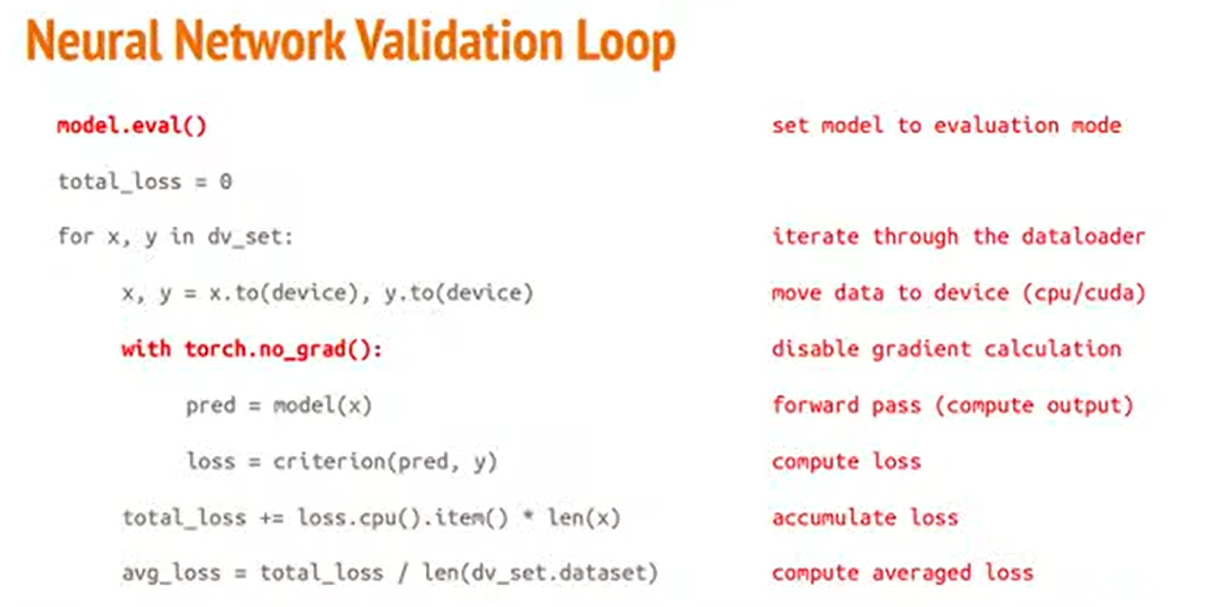 Neural Network Validation Loop
model.eval() set model to evaluation mode
total_loss = 0
for x, y in dv_set: iterate through the dataloader
x, y = x.to(device), y.to(device) move data to device (cpu/cuda)
with torch.no_grad(): disable gradient calculation
pred = model(x) forward pass (compute output)
loss = criterion(pred, y) compute loss
total_loss += loss.cpu().item() * len(x) accumulate loss
avg_loss = total_loss / len(dv_set.dataset) compute averaged loss